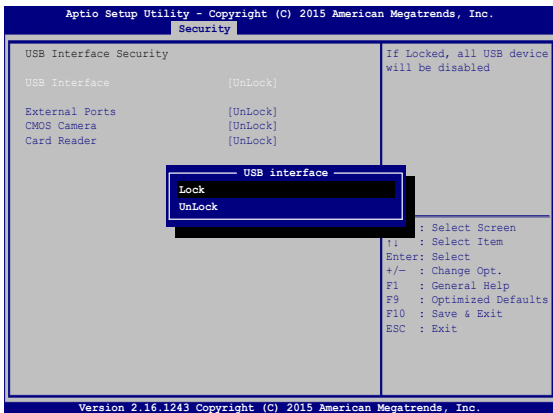 Aptio Setup Utility - Copyright (C) 2015 American Megatrends, Inc.
Security
USB Interface Security
USB Interface [UnLock]
External Ports [UnLock]
CMOS Camera [UnLock]
Card Reader [UnLock]
If Locked, all USB device
will be disabled
USB interface
Lock
UnLock
: Select Screen
↑↓ : Select Item
Enter: Select
+/— : Change Opt.
F1 : General Help
F9 : Optimized Defaults
F10 : Save & Exit
ESC : Exit
Version 2.16.1243 Copyright (C) 2015 American Megatrends, Inc.